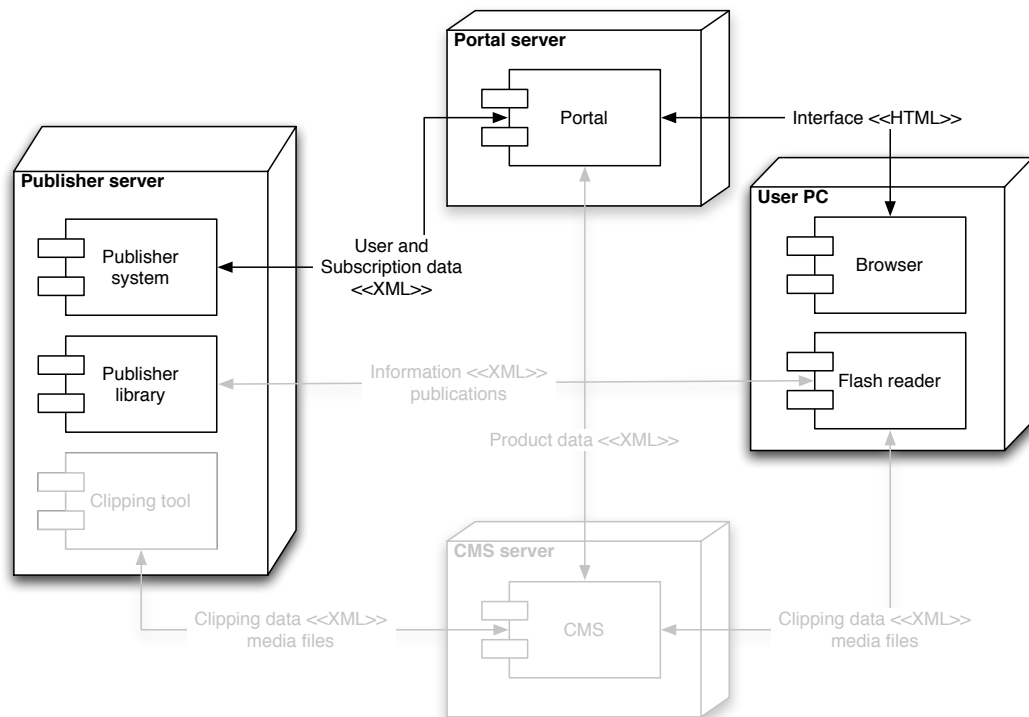 Portal server
Portal
Interface <<HTML>>
Publisher server
User PC
Publisher
system
User and
Subscription data
<<XML>>
Browser
Publisher
library
Information <<XML>>
publications
Flash reader
Product data <<XML>>
Clipping tool
CMS server
Clipping data <<XML>>
media files
CMS
Clipping data <<XML>>
media files